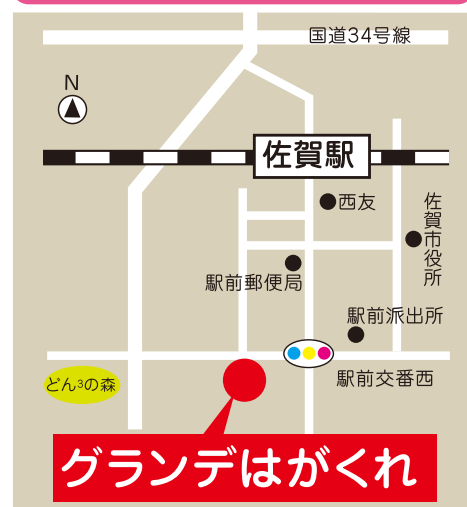 国道34号線
N
佐賀駅
西友
佐賀市役所
駅前郵便局
駅前派出所
どん3の森
駅前交番西
グランデはがくれ